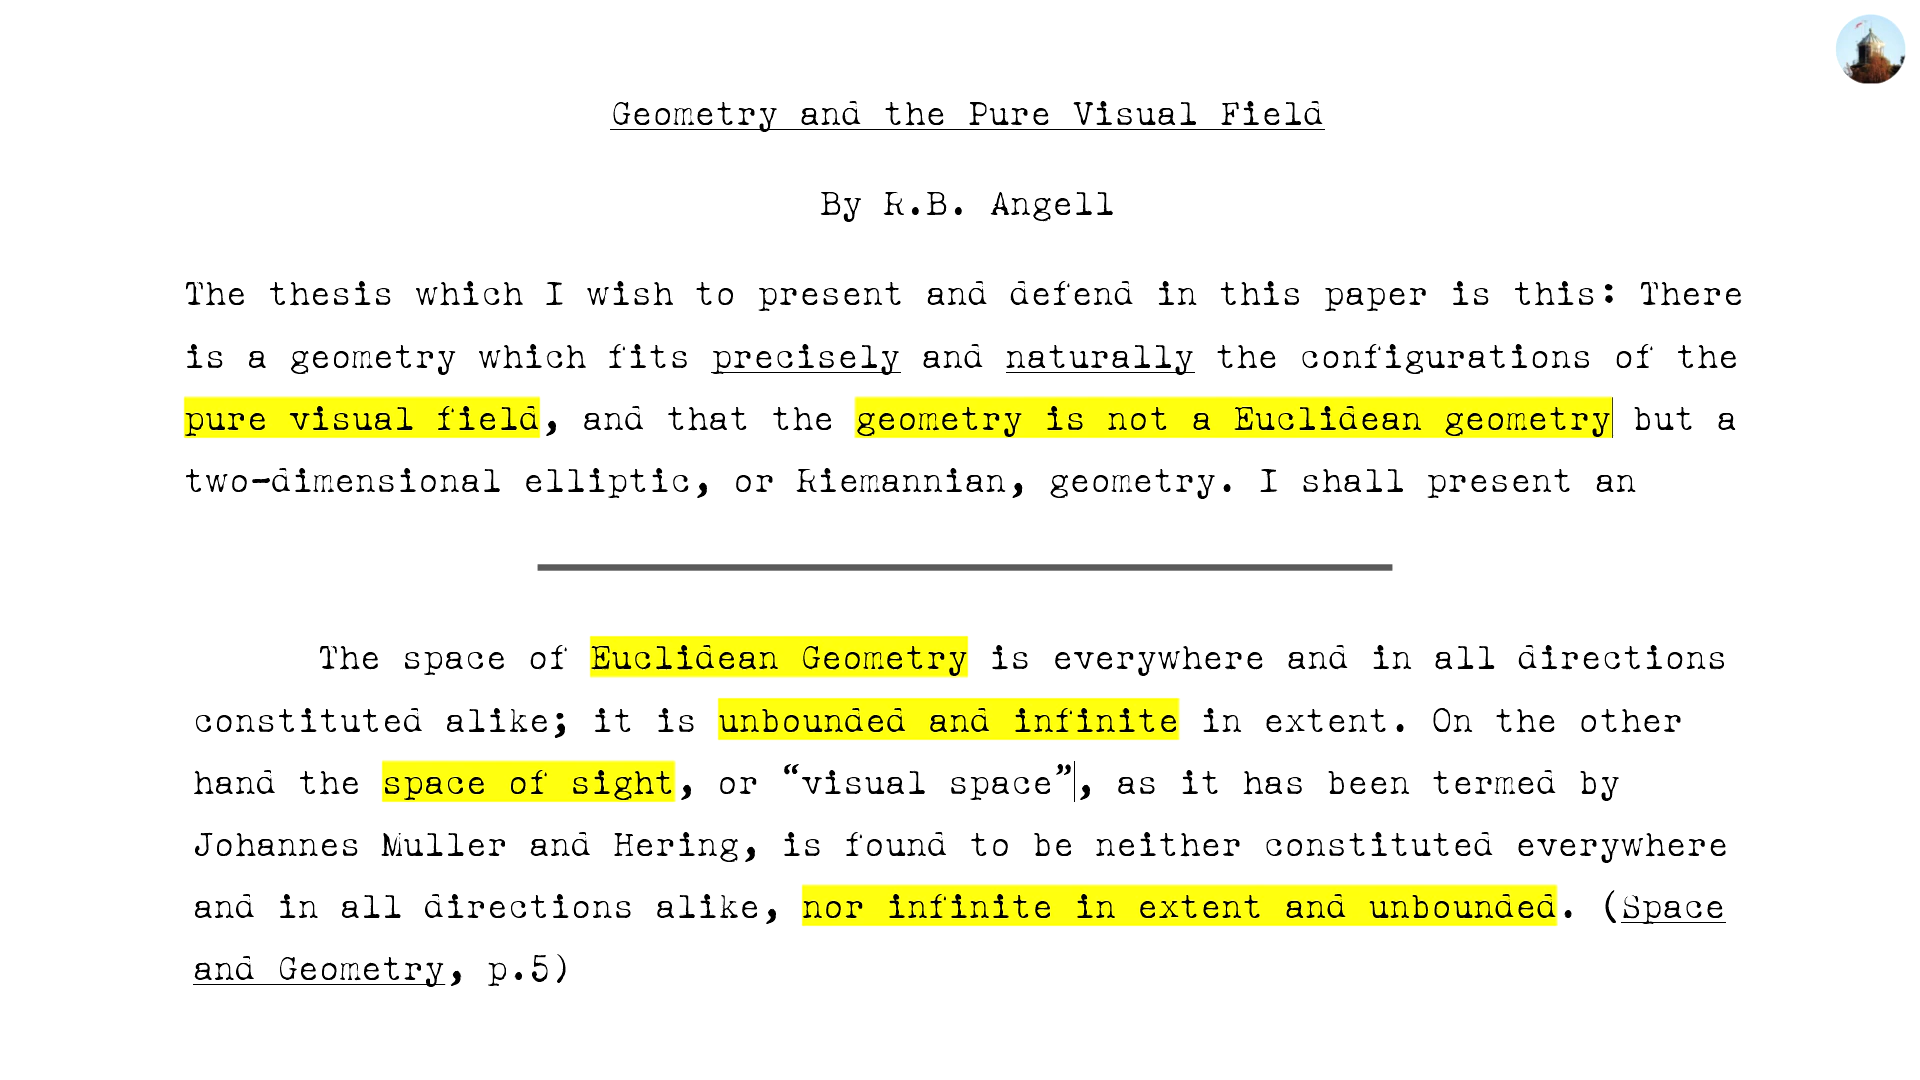 Geometry and the Pure Visual Field
By R.B. Angell
The thesis which I wish to present and defend in this paper is this: There
is a geometry which fits precisely and naturally the configurations of the
pure visual field, and that the geometry is not a Euclidean geometry but a
two-dimensional elliptic, or Riemannian, geometry. I shall present an
The space of Euclidean Geometry is everywhere and in all directions
constituted alike; it is unbounded and infinite in extent. On the other
hand the space of sight, or “visual space”, as it has been termed by
Johannes Muller and Hering, is found to be neither constituted everywhere
and in all directions alike, nor infinite in extent and unbounded. (Space
and Geometry, p.5)